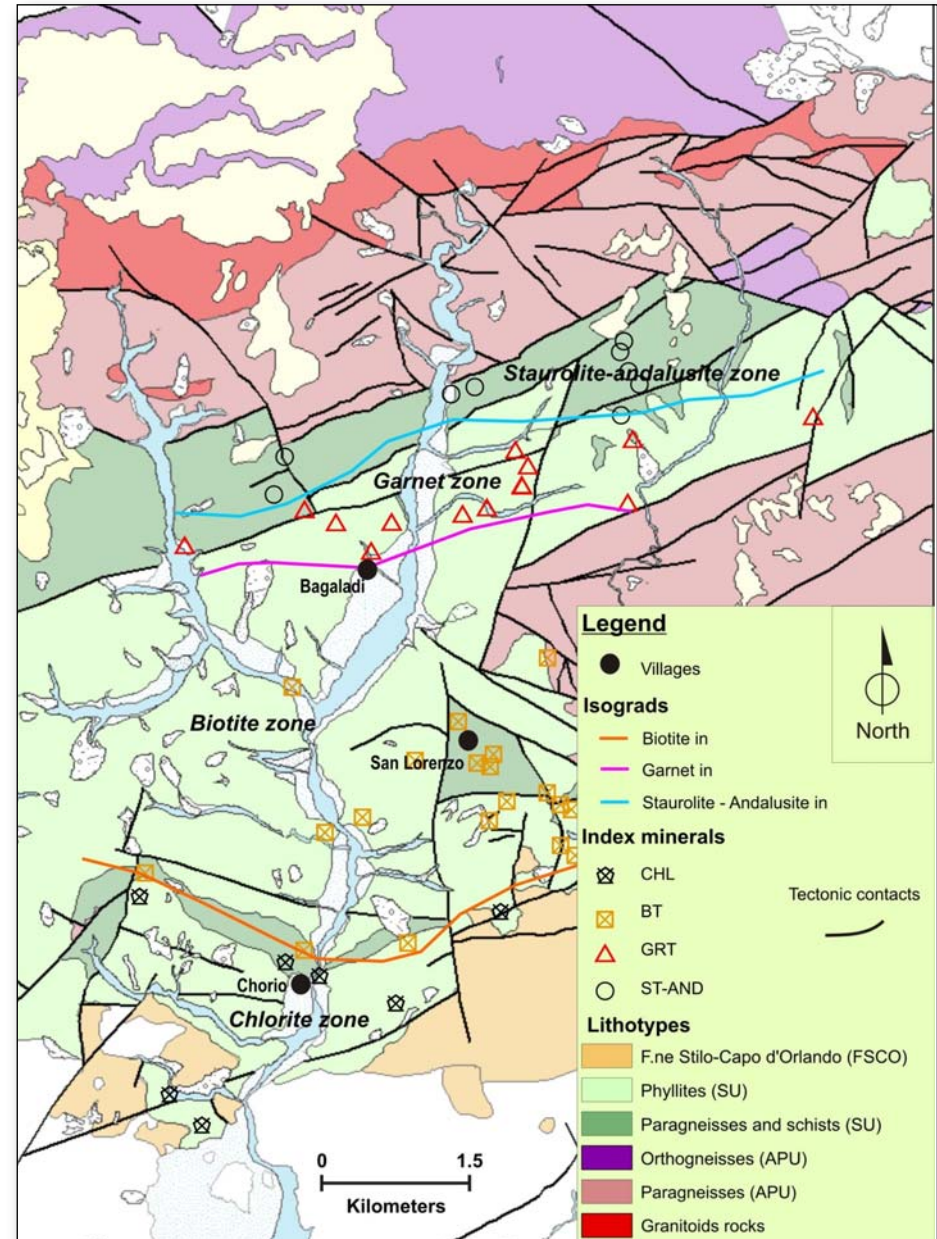 Staurolite-andalusite zone
Garnet zone
Bagaladi
Biotite zone
San Lorenzo
Chorio
Chlorite zone
0 1.5
Kilometers
Legend
Villages
Isograds
Biotite in
Garnet in
Staurolite - Andalusite in
Index minerals
CHL
BT
GRT
ST-AND
Tectonic contacts
North
Lithotypes
F.ne Stilo-Capo d'Orlando (FSCO)
Phyllites (SU)
Paragneisses and schists (SU)
Orthogneisses (APU)
Paragneisses (APU)
Granitoids rocks